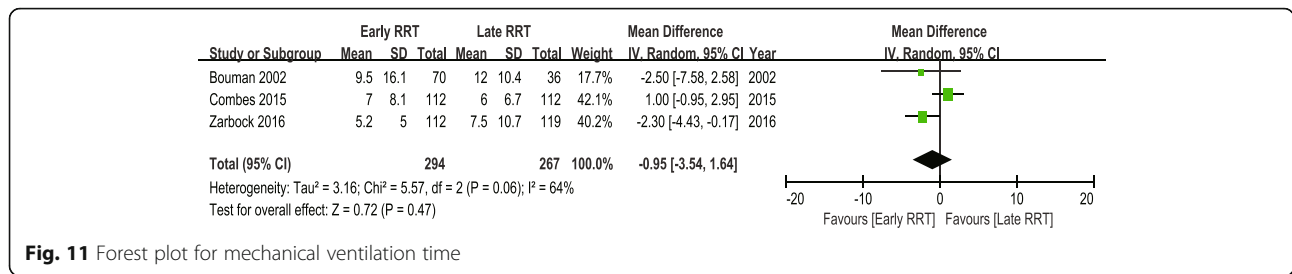 Early RRT Late RRT Mean Difference Mean Difference
Study or Subgroup Mean SD Total Mean SD Total Weight IV. Random. 95% CI Year IV. Random. 95% CI
Bouman 2002 9.5 16.1 70 12 10.4 36 17.7% -2.50 [-7.58, 2.58] 2002
Combes 2015 7 8.1 112 6 6.7 112 42.1% 1.00 [-0.95, 2.95] 2015
Zarbock 2016 5.2 5 112 7.5 10.7 119 40.2% -2.30 [-4.43, -0.17] 2016
Total (95% CI) 294 267 100.0% -0.95 [-3.54, 1.64]
Heterogeneity: Tau² = 3.16; Chi² = 5.57, df = 2 (P = 0.06); I² = 64%
Test for overall effect: Z = 0.72 (P = 0.47)
-20 -10 0 10 20
Favours [Early RRT] Favours [Late RRT]
Fig. 11 Forest plot for mechanical ventilation time